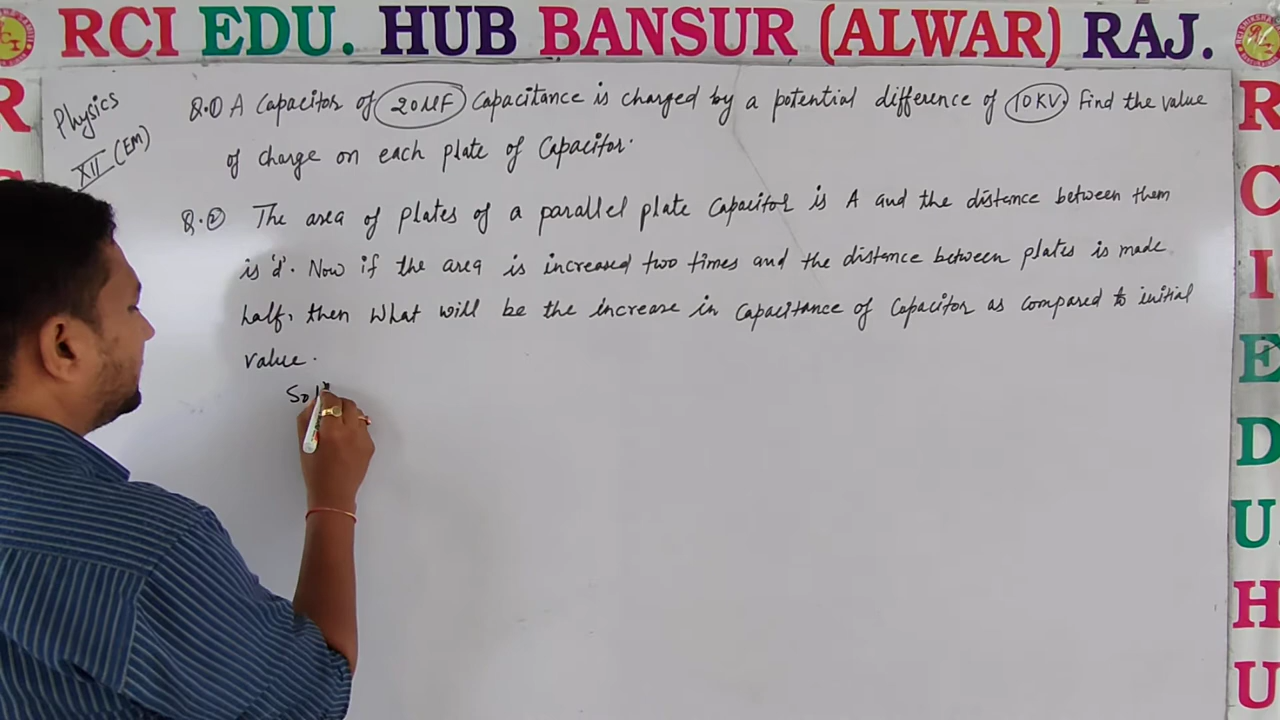 RCI EDU. HUB BANSUR (ALWAR) RAJ.
Physics
XII (EM)
Q.① A Capacitor of 20 μF Capacitance is charged by a potential difference of 10 KV. Find the value
of charge on each plate of Capacitor.
Q.② The area of plates of a parallel plate Capacitor is A and the distance between them
is 'd'. Now if the area is increased two times and the distance between plates is made
half, then What will be the increase in Capacitance of Capacitor as compared to initial
value.
Sol
R
R
C
I
E
D
U
H
U